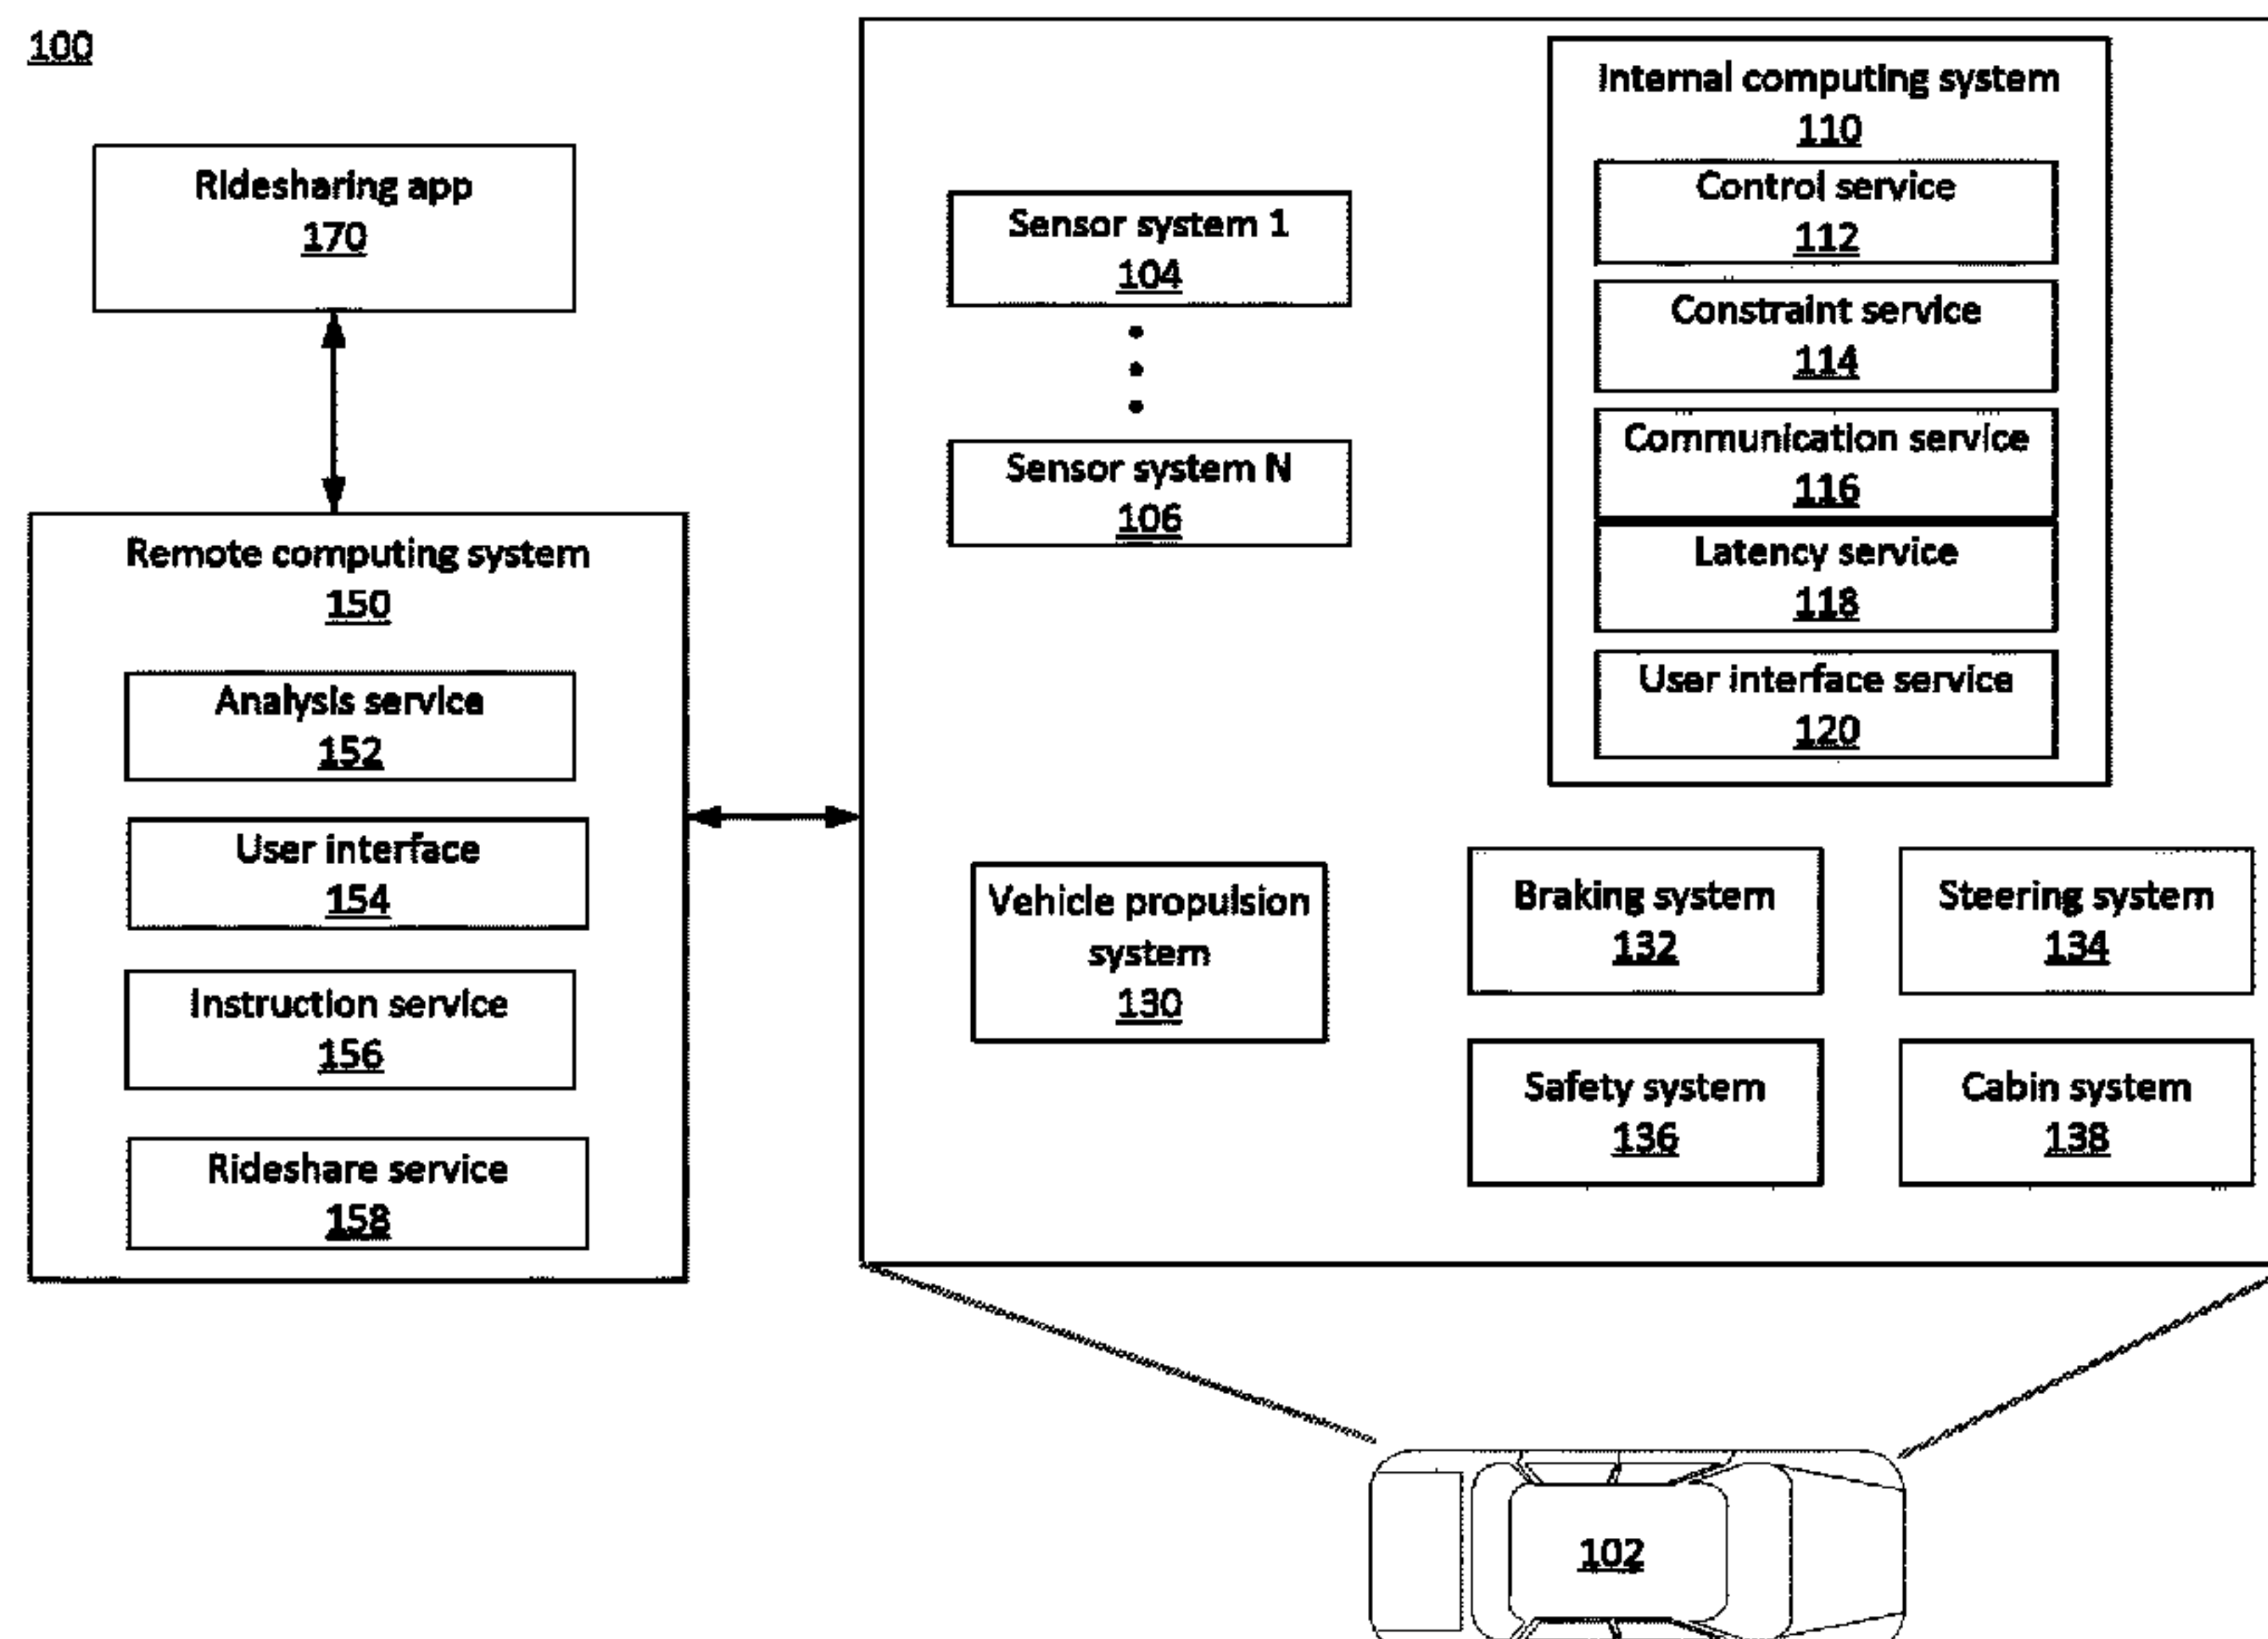 100
Ridesharing app
170
Remote computing system
150
Analysis service
152
User interface
154
Instruction service
156
Rideshare service
158
Sensor system 1
104
Sensor system N
106
Internal computing system
110
Control service
112
Constraint service
114
Communication service
116
Latency service
118
User interface service
120
Vehicle propulsion
system
130
Braking system
132
Steering system
134
Safety system
136
Cabin system
138
102